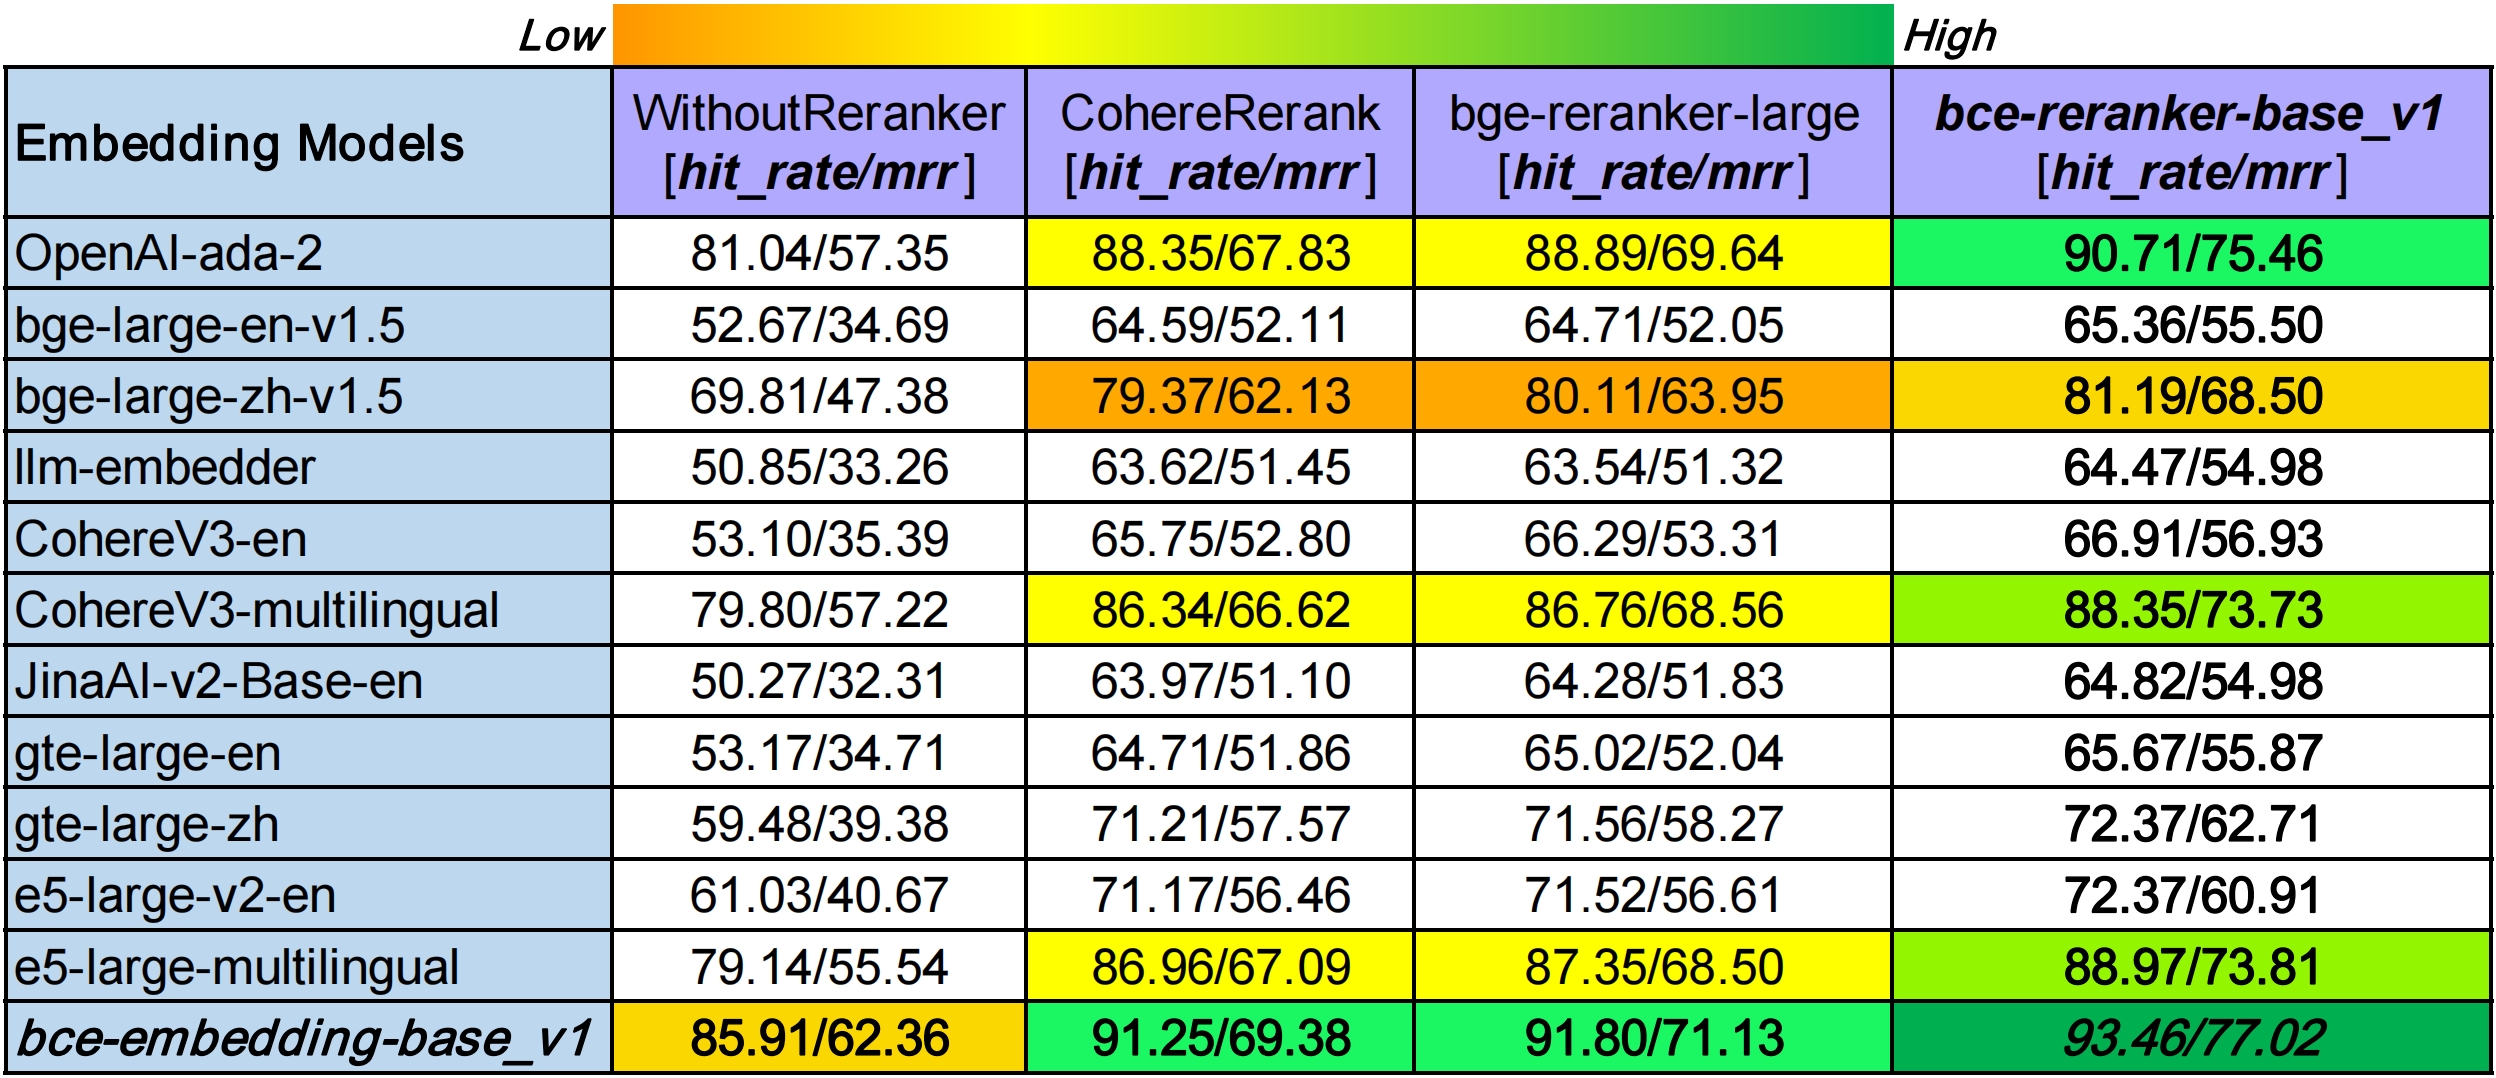 Low High
Embedding Models WithoutReranker CohereRerank bge-reranker-large bce-reranker-base_v1
[hit_rate/mrr] [hit_rate/mrr] [hit_rate/mrr] [hit_rate/mrr]
OpenAI-ada-2 81.04/57.35 88.35/67.83 88.89/69.64 90.71/75.46
bge-large-en-v1.5 52.67/34.69 64.59/52.11 64.71/52.05 65.36/55.50
bge-large-zh-v1.5 69.81/47.38 79.37/62.13 80.11/63.95 81.19/68.50
llm-embedder 50.85/33.26 63.62/51.45 63.54/51.32 64.47/54.98
CohereV3-en 53.10/35.39 65.75/52.80 66.29/53.31 66.91/56.93
CohereV3-multilingual 79.80/57.22 86.34/66.62 86.76/68.56 88.35/73.73
JinaAI-v2-Base-en 50.27/32.31 63.97/51.10 64.28/51.83 64.82/54.98
gte-large-en 53.17/34.71 64.71/51.86 65.02/52.04 65.67/55.87
gte-large-zh 59.48/39.38 71.21/57.57 71.56/58.27 72.37/62.71
e5-large-v2-en 61.03/40.67 71.17/56.46 71.52/56.61 72.37/60.91
e5-large-multilingual 79.14/55.54 86.96/67.09 87.35/68.50 88.97/73.81
bce-embedding-base_v1 85.91/62.36 91.25/69.38 91.80/71.13 93.46/77.02